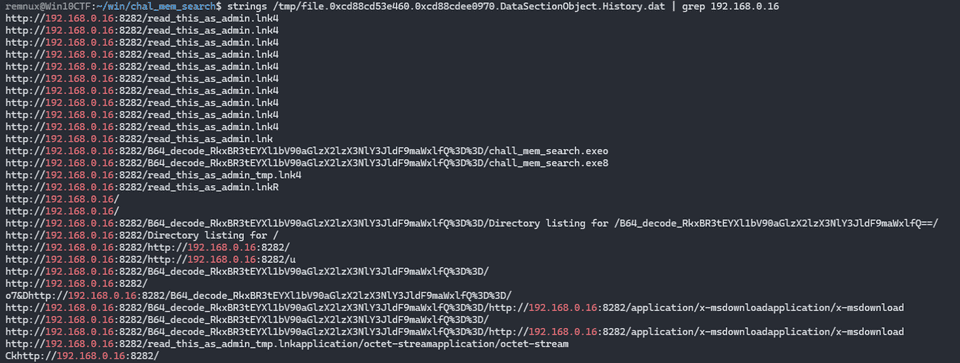 remnux@Win10CTF:~/win/chal_mem_search$ strings /tmp/file.0xcd88cd53e460.0xcd88cdee0970.DataSectionObject.History.dat | grep 192.168.0.16
http://192.168.0.16:8282/read_this_as_admin.lnk4
http://192.168.0.16:8282/read_this_as_admin.lnk4
http://192.168.0.16:8282/read_this_as_admin.lnk4
http://192.168.0.16:8282/read_this_as_admin.lnk4
http://192.168.0.16:8282/read_this_as_admin.lnk4
http://192.168.0.16:8282/read_this_as_admin.lnk4
http://192.168.0.16:8282/read_this_as_admin.lnk4
http://192.168.0.16:8282/read_this_as_admin.lnk4
http://192.168.0.16:8282/read_this_as_admin.lnk4
http://192.168.0.16:8282/read_this_as_admin.lnk4
http://192.168.0.16:8282/read_this_as_admin.lnk
http://192.168.0.16:8282/B64_decode_RkxBR3tEYXl1bV90aGlzX2lzX3NlY3JldF9maWxlfQ%3D%3D/chall_mem_search.exeo
http://192.168.0.16:8282/B64_decode_RkxBR3tEYXl1bV90aGlzX2lzX3NlY3JldF9maWxlfQ%3D%3D/chall_mem_search.exe8
http://192.168.0.16:8282/read_this_as_admin_tmp.lnk4
http://192.168.0.16:8282/read_this_as_admin.lnkR
http://192.168.0.16/
http://192.168.0.16/
http://192.168.0.16:8282/B64_decode_RkxBR3tEYXl1bV90aGlzX2lzX3NlY3JldF9maWxlfQ%3D%3D/Directory listing for /B64_decode_RkxBR3tEYXl1bV90aGlzX2lzX3NlY3JldF9maWxlfQ==/
http://192.168.0.16:8282/Directory listing for /
http://192.168.0.16:8282/http://192.168.0.16:8282/
http://192.168.0.16:8282/http://192.168.0.16:8282/u
http://192.168.0.16:8282/B64_decode_RkxBR3tEYXl1bV90aGlzX2lzX3NlY3JldF9maWxlfQ%3D%3D/
http://192.168.0.16:8282/
o7&Dhttp://192.168.0.16:8282/B64_decode_RkxBR3tEYXl1bV90aGlzX2lzX3NlY3JldF9maWxlfQ%3D%3D/
http://192.168.0.16:8282/B64_decode_RkxBR3tEYXl1bV90aGlzX2lzX3NlY3JldF9maWxlfQ%3D%3D/http://192.168.0.16:8282/application/x-msdownloadapplication/x-msdownload
http://192.168.0.16:8282/B64_decode_RkxBR3tEYXl1bV90aGlzX2lzX3NlY3JldF9maWxlfQ%3D%3D/
http://192.168.0.16:8282/B64_decode_RkxBR3tEYXl1bV90aGlzX2lzX3NlY3JldF9maWxlfQ%3D%3D/http://192.168.0.16:8282/application/x-msdownloadapplication/x-msdownload
http://192.168.0.16:8282/read_this_as_admin_tmp.lnkapplication/octet-streamapplication/octet-stream
Ckhttp://192.168.0.16:8282/